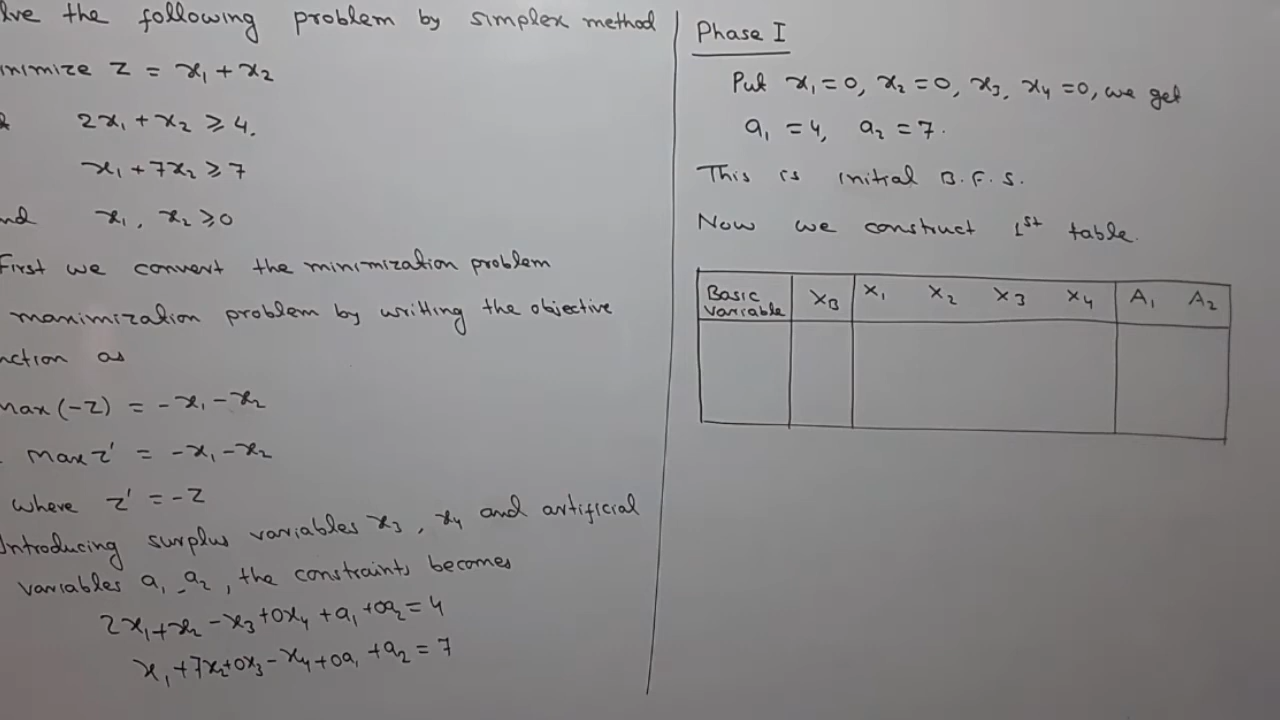 lve the following problem by simplex method
nimize Z = x₁ + x₂
2x₁ + x₂ ⩾ 4.
x₁ + 7x₂ ⩾ 7
nd x₁, x₂ ⩾ 0
First we convert the minimization problem
manimization problem by writting the objective
nction as
max (-Z) = -x₁ - x₂
max z' = -x₁ - x₂
where z' = -Z
Introducing surplus variables x₃, x₄ and artificial
variables a₁, a₂, the constraints becomes
2x₁ + x₂ - x₃ + 0x₄ + a₁ + 0a₂ = 4
x₁ + 7x₂ + 0x₃ - x₄ + 0a₁ + a₂ = 7
Phase I
Put x₁ = 0, x₂ = 0, x₃, x₄ = 0, we get
a₁ = 4, a₂ = 7.
This is initial B.F.S.
Now we construct 1st table.
Basic variable X_B X₁ X₂ X₃ X₄ A₁ A₂